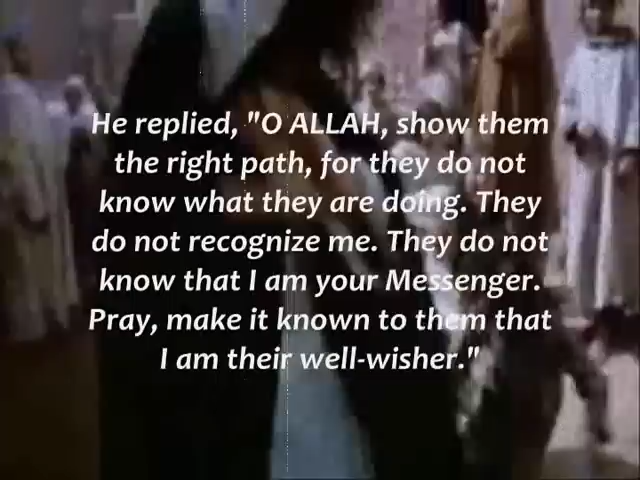 He replied, "O ALLAH, show them
the right path, for they do not
know what they are doing. They
do not recognize me. They do not
know that I am your Messenger.
Pray, make it known to them that
I am their well-wisher."